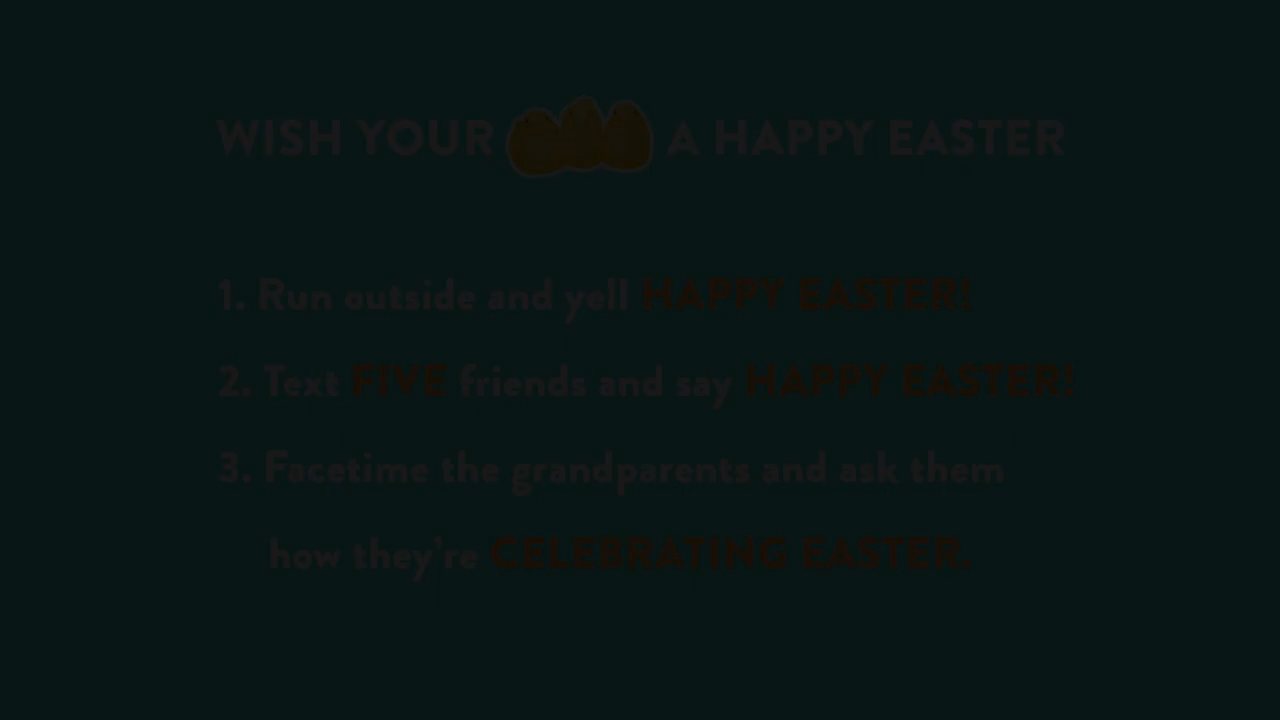 WISH YOUR A HAPPY EASTER
1. Run outside and yell HAPPY EASTER!
2. Text FIVE friends and say HAPPY EASTER!
3. Facetime the grandparents and ask them
how they're CELEBRATING EASTER.